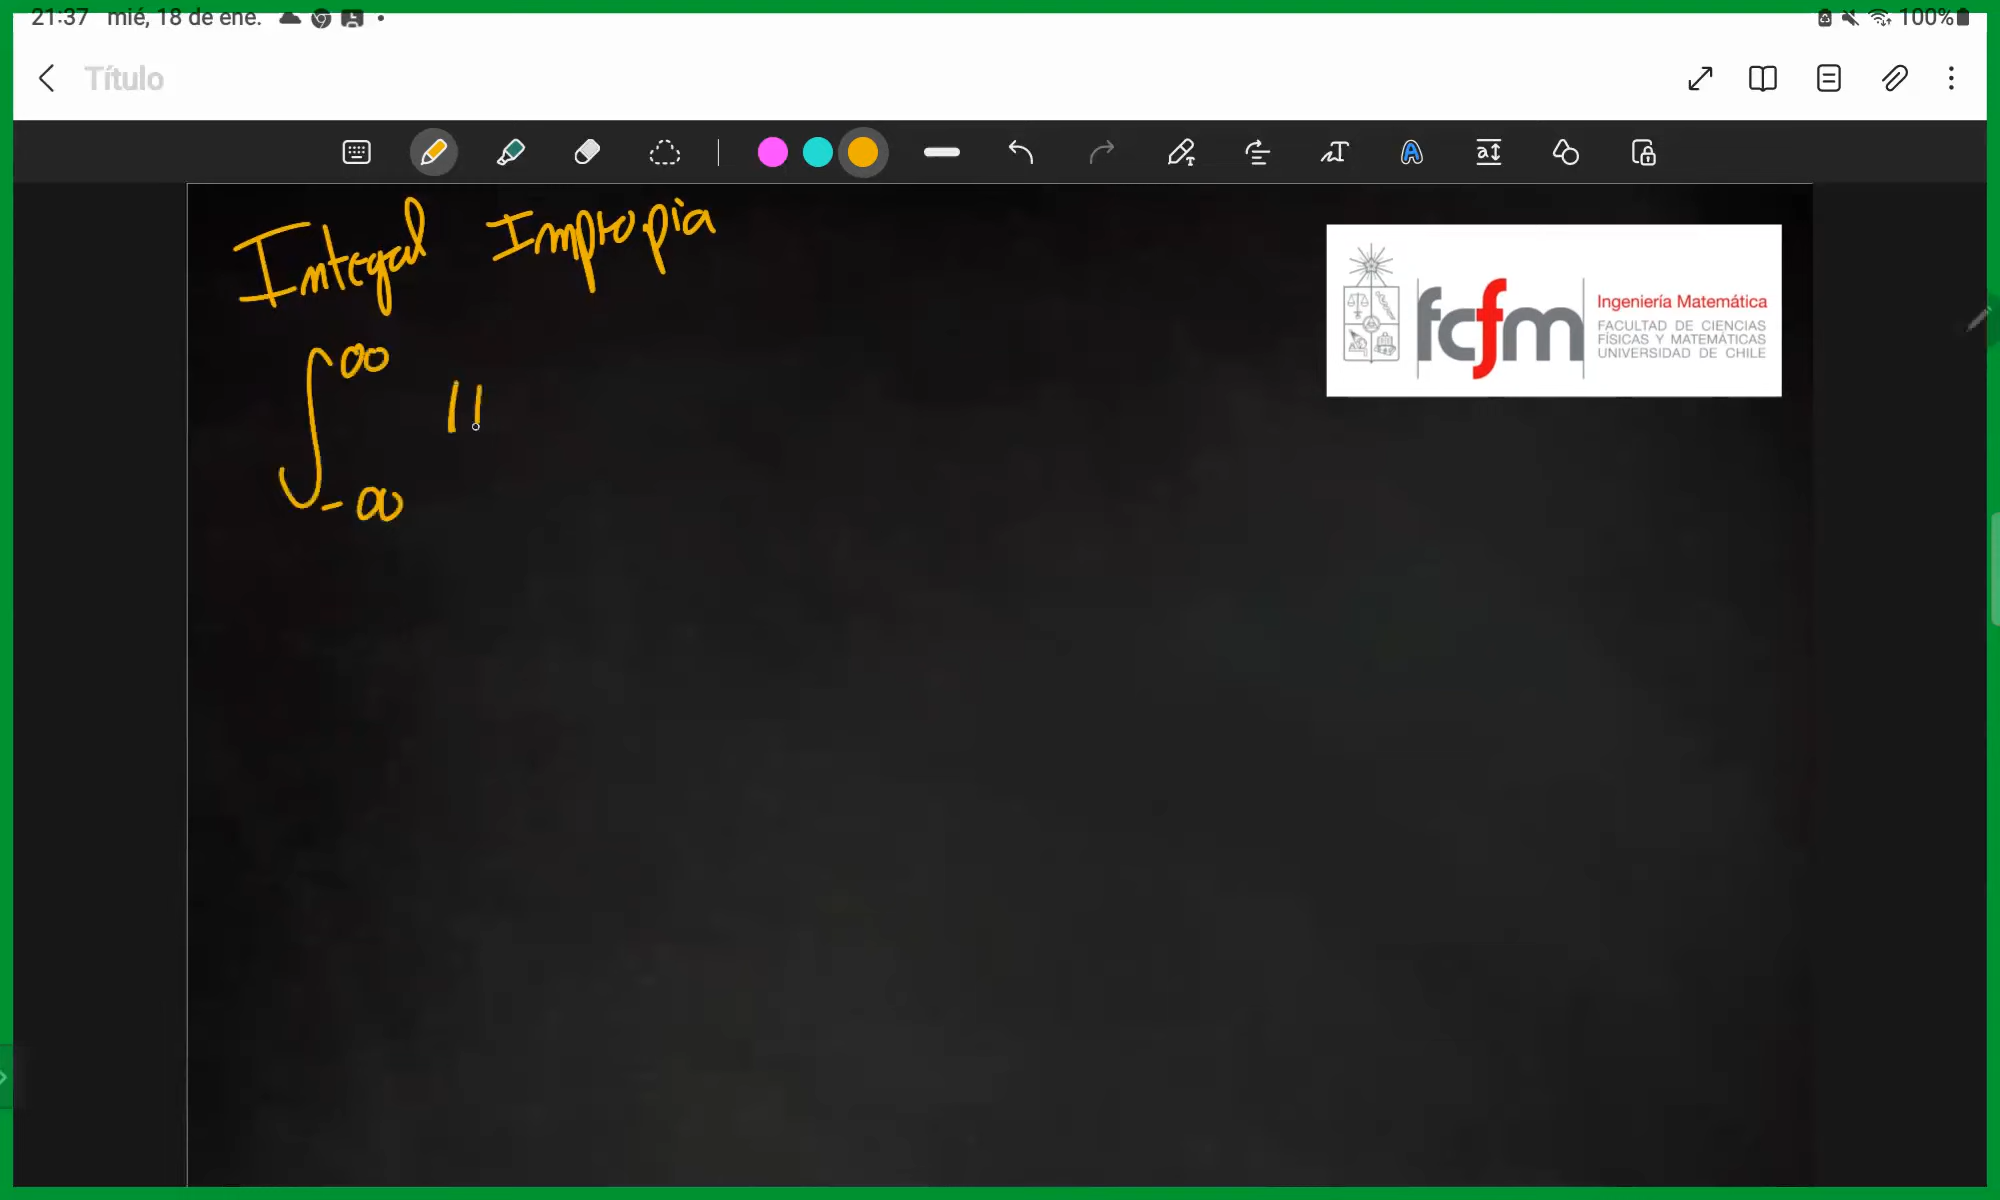 21:37 mié, 18 de ene. 100%
Título
Integral Impropia
∫ ∞ -∞ ||
fcfm
Ingeniería Matemática
FACULTAD DE CIENCIAS
FÍSICAS Y MATEMÁTICAS
UNIVERSIDAD DE CHILE